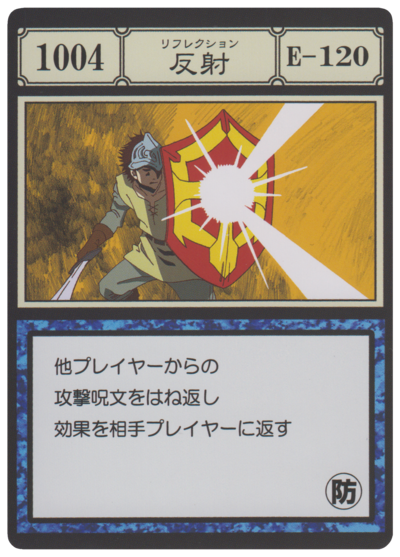 1004
リフレクション
反射
E-120
他プレイヤーからの
攻撃呪文をはね返し
効果を相手プレイヤーに返す
防